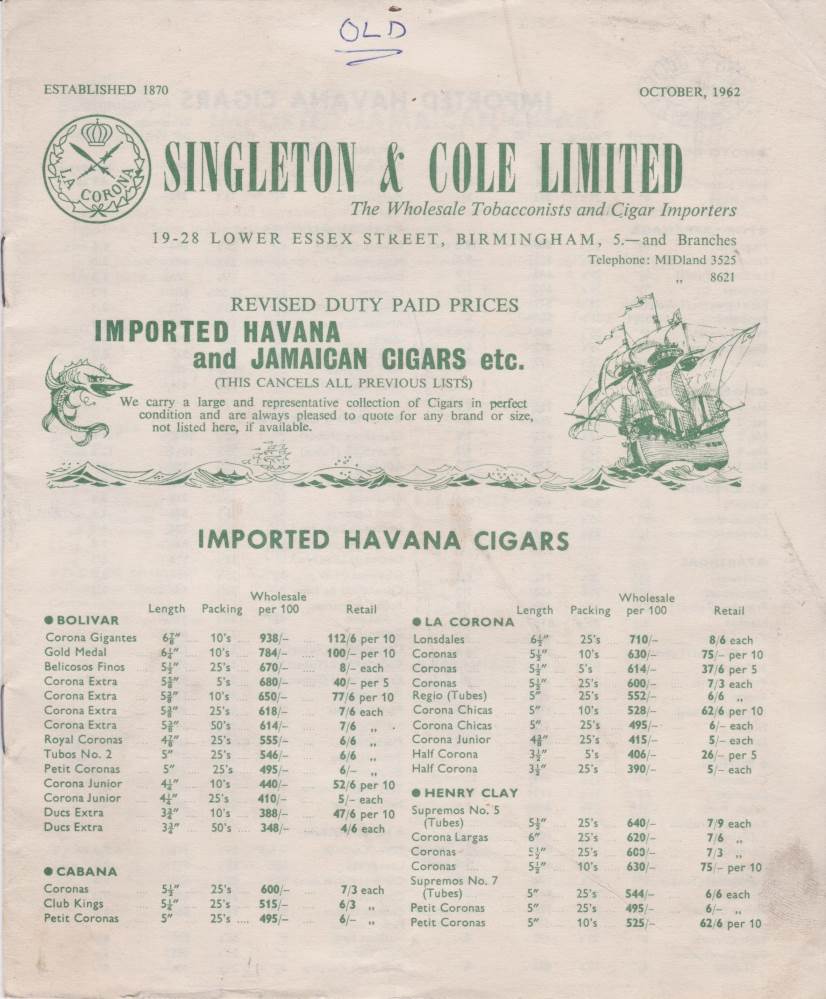 OLD
ESTABLISHED 1870
OCTOBER, 1962
LA CORONA
SINGLETON & COLE LIMITED
The Wholesale Tobacconists and Cigar Importers
19-28 LOWER ESSEX STREET, BIRMINGHAM, 5.—and Branches
Telephone: MIDland 3525
„ 8621
REVISED DUTY PAID PRICES
IMPORTED HAVANA
and JAMAICAN CIGARS etc.
(THIS CANCELS ALL PREVIOUS LISTS)
We carry a large and representative collection of Cigars in perfect
condition and are always pleased to quote for any brand or size,
not listed here, if available.
IMPORTED HAVANA CIGARS
Length Packing Wholesale per 100 Retail
● BOLIVAR
Corona Gigantes 6⅞″ 10's 938/- 112/6 per 10
Gold Medal 6¼″ 10's 784/- 100/- per 10
Belicosos Finos 5½″ 25's 670/- 8/- each
Corona Extra 5⅝″ 5's 680/- 40/- per 5
Corona Extra 5⅝″ 10's 650/- 77/6 per 10
Corona Extra 5⅝″ 25's 618/- 7/6 each
Corona Extra 5⅝″ 50's 614/- 7/6 „
Royal Coronas 4⅞″ 25's 555/- 6/6 „
Tubos No. 2 5″ 25's 546/- 6/6 „
Petit Coronas 5″ 25's 495/- 6/- „
Corona Junior 4¼″ 10's 440/- 52/6 per 10
Corona Junior 4¼″ 25's 410/- 5/- each
Ducs Extra 3¾″ 10's 388/- 47/6 per 10
Ducs Extra 3¾″ 50's 348/- 4/6 each
● CABANA
Coronas 5½″ 25's 600/- 7/3 each
Club Kings 5¼″ 25's 515/- 6/3 „
Petit Coronas 5″ 25's 495/- 6/- „
Length Packing Wholesale per 100 Retail
● LA CORONA
Lonsdales 6½″ 25's 710/- 8/6 each
Coronas 5½″ 10's 630/- 75/- per 10
Coronas 5½″ 5's 614/- 37/6 per 5
Coronas 5½″ 25's 600/- 7/3 each
Regio (Tubes) 5″ 25's 552/- 6/6 „
Corona Chicas 5″ 10's 528/- 62/6 per 10
Corona Chicas 5″ 25's 495/- 6/- each
Corona Junior 4⅜″ 25's 415/- 5/- each
Half Corona 3½″ 5's 406/- 26/- per 5
Half Corona 3½″ 25's 390/- 5/- each
● HENRY CLAY
Supremos No. 5
(Tubes) 5½″ 25's 640/- 7/9 each
Corona Largas 6″ 25's 620/- 7/6 „
Coronas 5½″ 25's 600/- 7/3 „
Coronas 5½″ 10's 630/- 75/- per 10
Supremos No. 7
(Tubes) 5″ 25's 544/- 6/6 each
Petit Coronas 5″ 25's 495/- 6/- „
Petit Coronas 5″ 10's 525/- 62/6 per 10